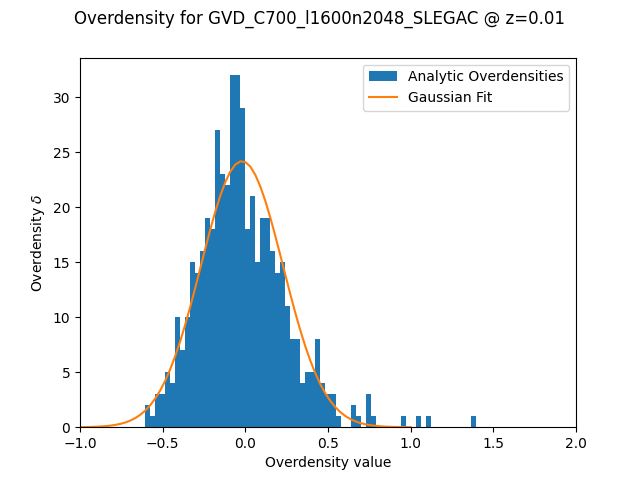 Overdensity for GVD_C700_l1600n2048_SLEGAC @ z=0.01
Analytic Overdensities
Gaussian Fit
Overdensity δ
30
25
20
15
10
5
0
−1.0 −0.5 0.0 0.5 1.0 1.5 2.0
Overdensity value